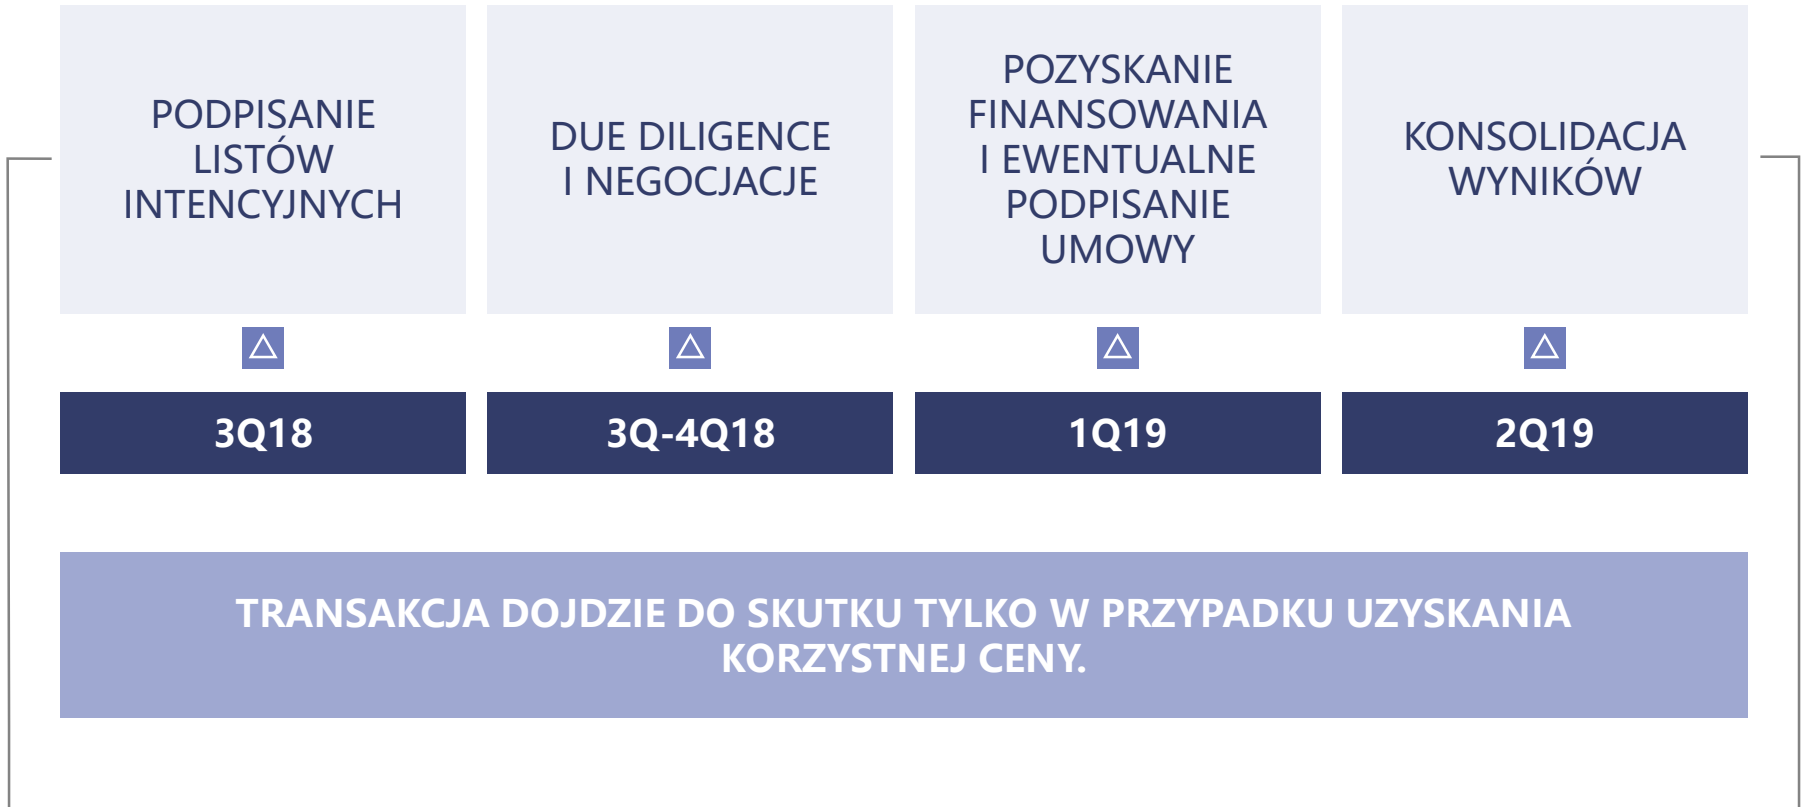 PODPISANIE
LISTÓW
INTENCYJNYCH
DUE DILIGENCE
I NEGOCJACJE
POZYSKANIE
FINANSOWANIA
I EWENTUALNE
PODPISANIE
UMOWY
KONSOLIDACJA
WYNIKÓW
3Q18
3Q-4Q18
1Q19
2Q19
TRANSAKCJA DOJDZIE DO SKUTKU TYLKO W PRZYPADKU UZYSKANIA
KORZYSTNEJ CENY.